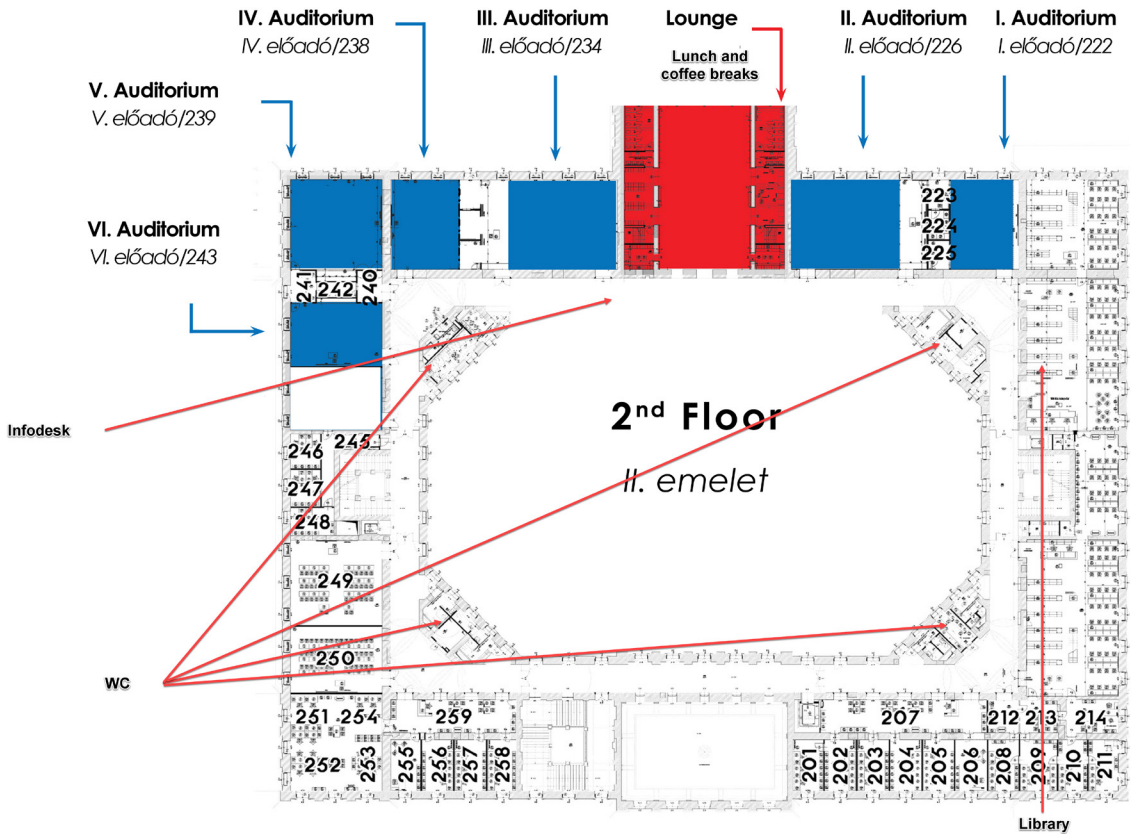 IV. Auditorium
IV. előadó/238
III. Auditorium
III. előadó/234
Lounge
Lunch and
coffee breaks
II. Auditorium
II. előadó/226
I. Auditorium
I. előadó/222
V. Auditorium
V. előadó/239
VI. Auditorium
VI. előadó/243
223
224
225
241
242
240
Infodesk
2nd Floor
II. emelet
245
246
247
248
249
250
WC
251
254
252
253
259
255
256
257
258
207
212
213
214
201
202
203
204
205
206
208
209
210
211
Library